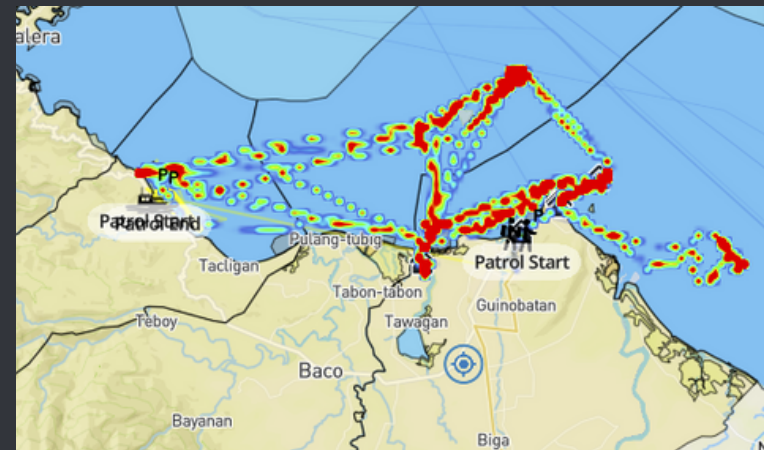 alera
PP
Patrol Start
Patrol End
P
Pulang-tubig
Patrol Start
Tacligan
Tabon-tabon
Guinobatan
Teboy
Tawagan
Baco
Bayanan
Biga